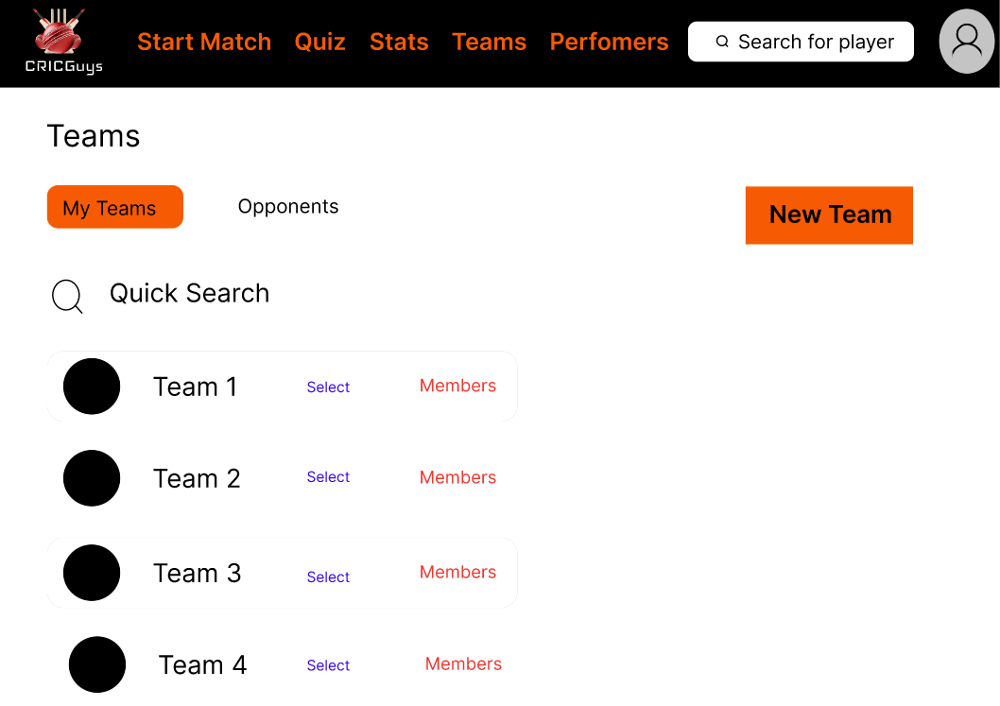 CRICGuys
Start Match Quiz Stats Teams Perfomers Search for player
Teams
My Teams Opponents New Team
Quick Search
Team 1 Select Members
Team 2 Select Members
Team 3 Select Members
Team 4 Select Members